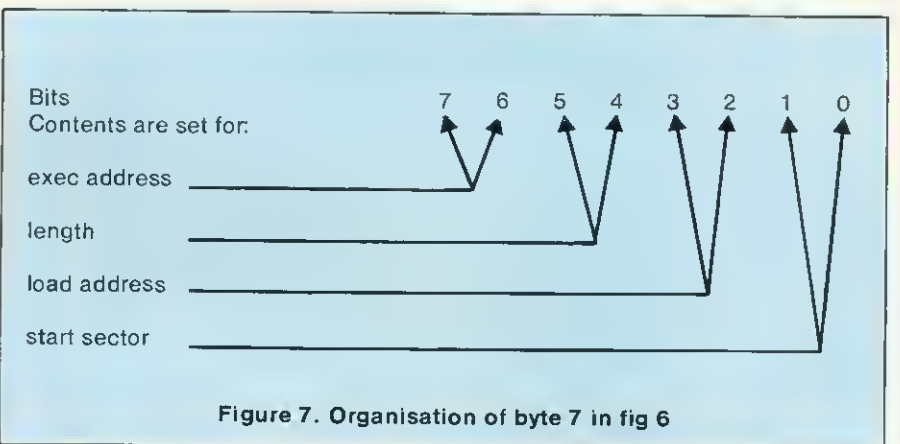 Bits 7 6 5 4 3 2 1 0
Contents are set for:
exec address
length
load address
start sector
Figure 7. Organisation of byte 7 in fig 6